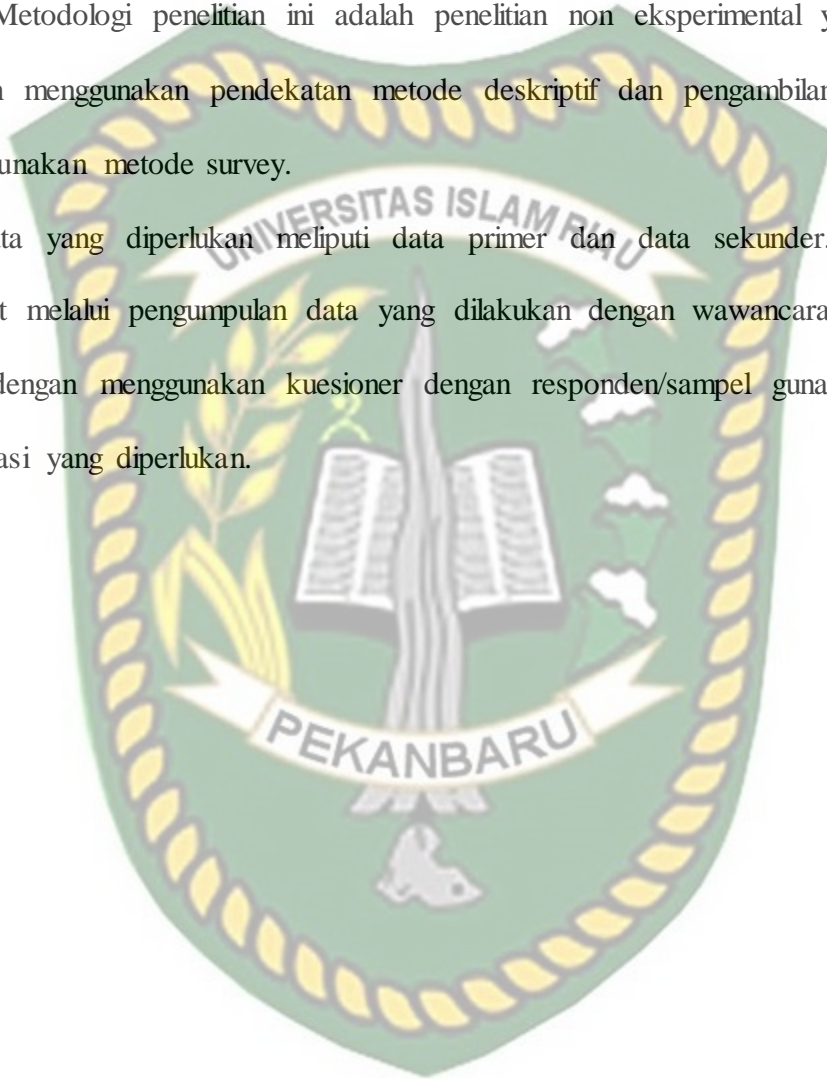 Metodologi penelitian ini adalah penelitian non eksperimental y
menggunakan pendekatan metode deskriptif dan pengambilan
unakan metode survey.
ta yang diperlukan meliputi data primer dan data sekunder.
t melalui pengumpulan data yang dilakukan dengan wawancara
dengan menggunakan kuesioner dengan responden/sampel guna
asi yang diperlukan.
UNIVERSITAS ISLAM RIAU
PEKANBARU